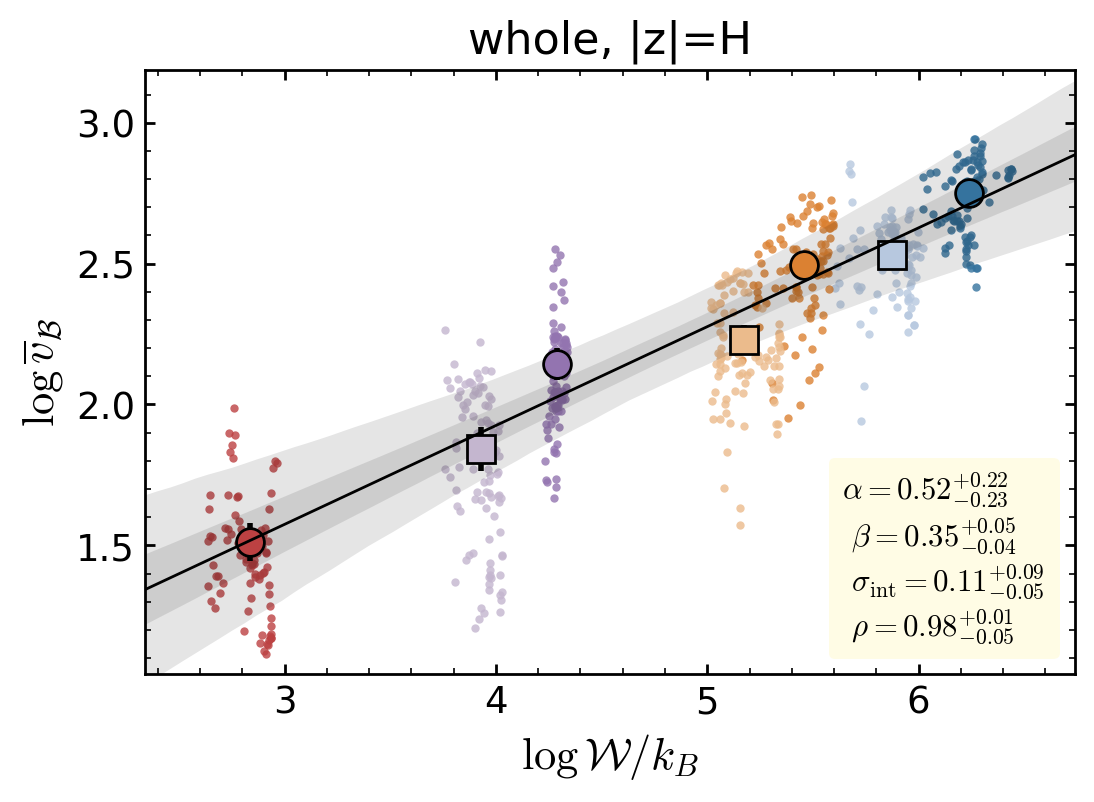 whole, |z|=H
log v̅_ℬ
3.0
2.5
2.0
1.5
α = 0.52^{+0.22}_{−0.23}
β = 0.35^{+0.05}_{−0.04}
σ_int = 0.11^{+0.09}_{−0.05}
ρ = 0.98^{+0.01}_{−0.05}
3 4 5 6
log 𝒲/k_B